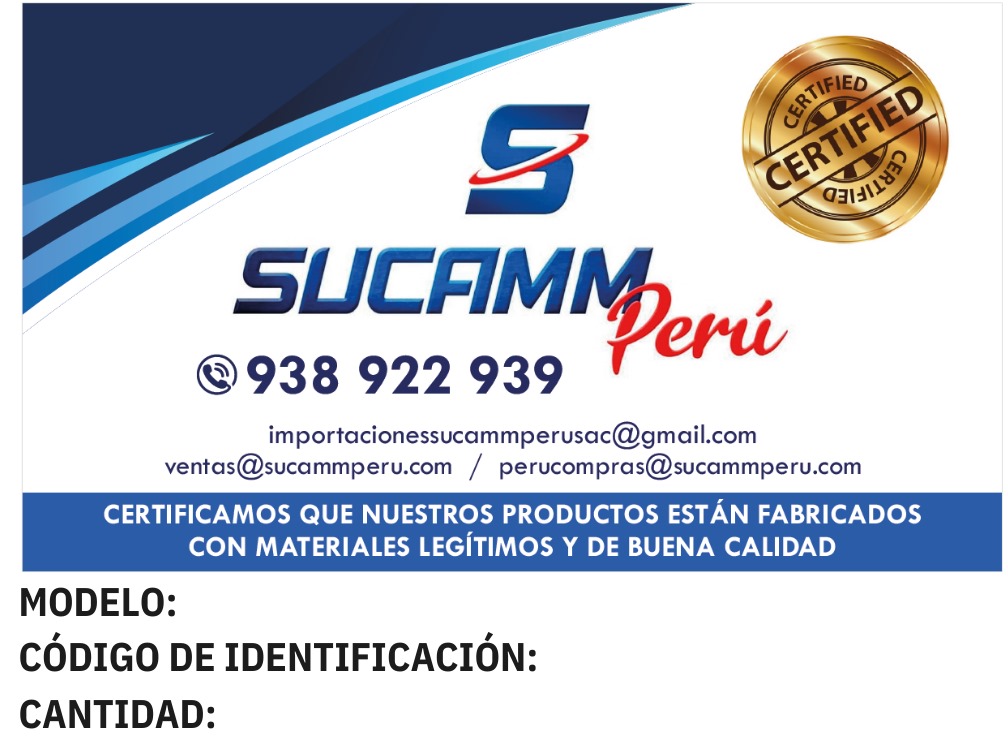 CERTIFIED
CERTIFIED
CERTIFIED
S
SUCAMM
Perú
938 922 939
importacionessucammperusac@gmail.com
ventas@sucammperu.com / perucompras@sucammperu.com
CERTIFICAMOS QUE NUESTROS PRODUCTOS ESTÁN FABRICADOS
CON MATERIALES LEGÍTIMOS Y DE BUENA CALIDAD
MODELO:
CÓDIGO DE IDENTIFICACIÓN:
CANTIDAD: